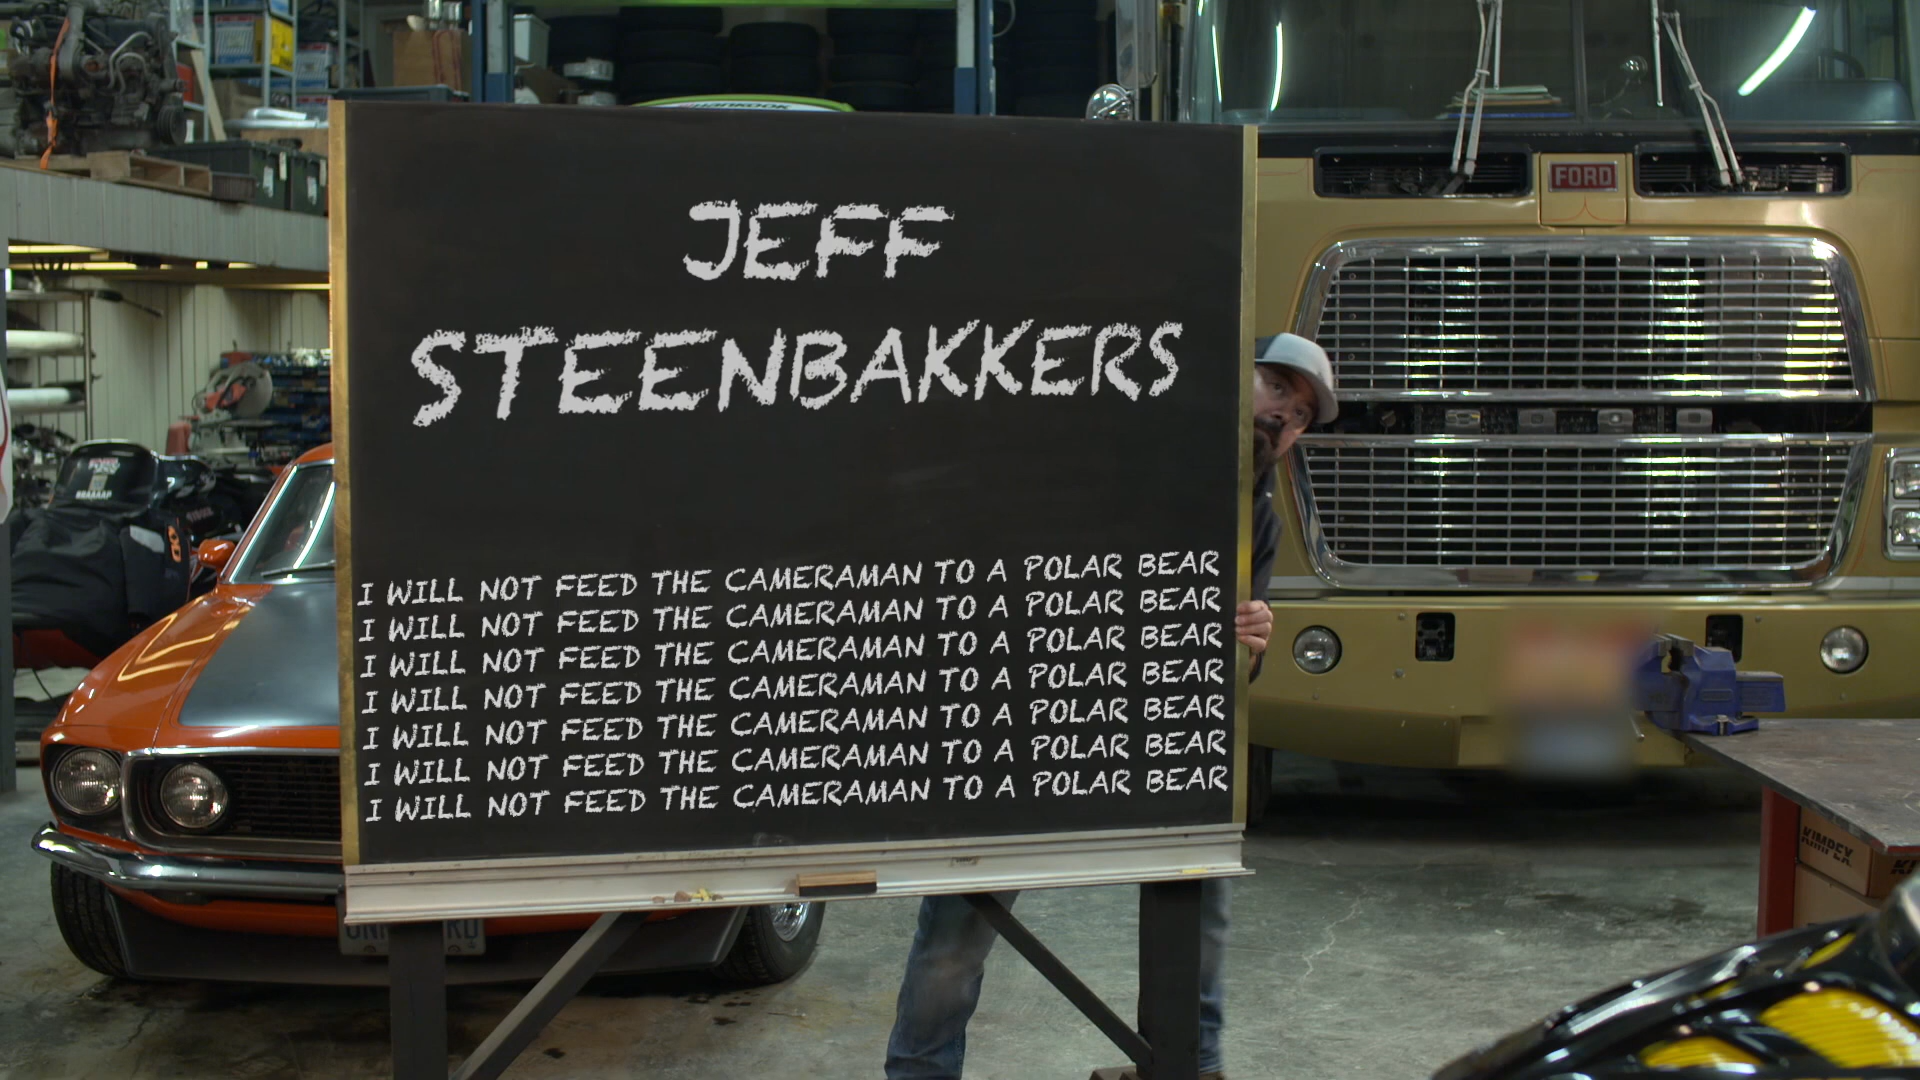 HANKOOK
FORD
JEFF
STEENBAKKERS
I WILL NOT FEED THE CAMERAMAN TO A POLAR BEAR
I WILL NOT FEED THE CAMERAMAN TO A POLAR BEAR
I WILL NOT FEED THE CAMERAMAN TO A POLAR BEAR
I WILL NOT FEED THE CAMERAMAN TO A POLAR BEAR
I WILL NOT FEED THE CAMERAMAN TO A POLAR BEAR
I WILL NOT FEED THE CAMERAMAN TO A POLAR BEAR
I WILL NOT FEED THE CAMERAMAN TO A POLAR BEAR
BRAAAAP
KIMPEX